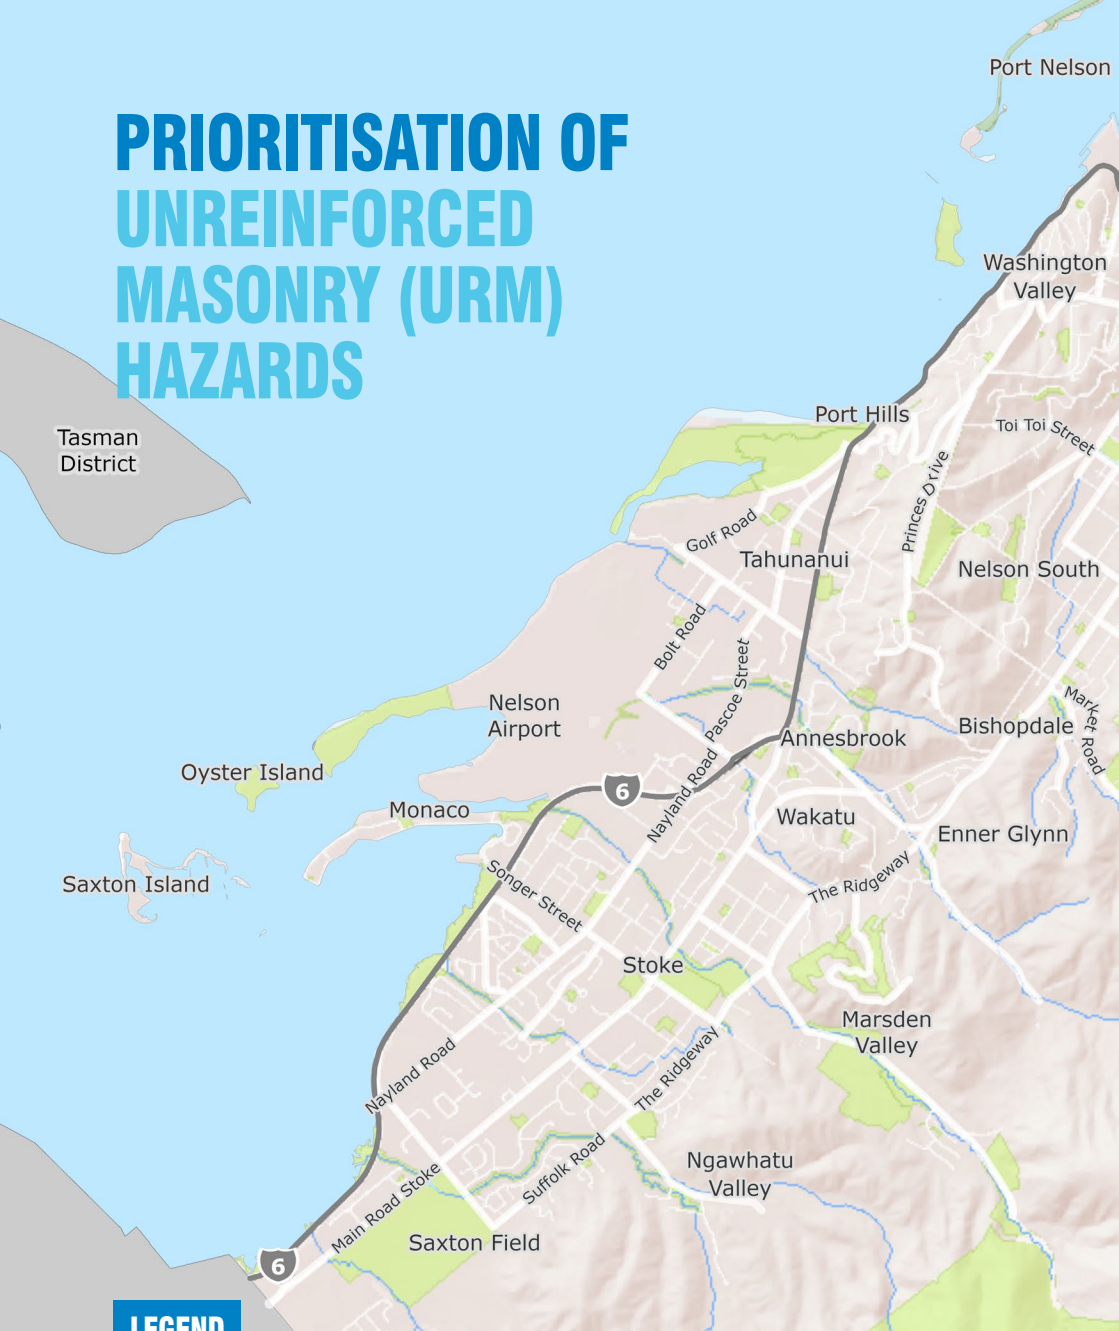 Port Nelson
PRIORITISATION OF
UNREINFORCED
MASONRY (URM)
HAZARDS
Washington
Valley
Port Hills
Toi Toi Street
Tasman
District
Princes Drive
Golf Road
Tahunanui
Nelson South
Bolt Road
Pascoe Street
Nelson
Airport
Market Road
Bishopdale
Annesbrook
Oyster Island
6
Nayland Road
Monaco
Wakatu
Enner Glynn
Saxton Island
Songer Street
The Ridgeway
Stoke
Marsden
Valley
Nayland Road
The Ridgeway
Ngawhatu
Valley
Suffolk Road
Main Road Stoke
Saxton Field
6
LEGEND